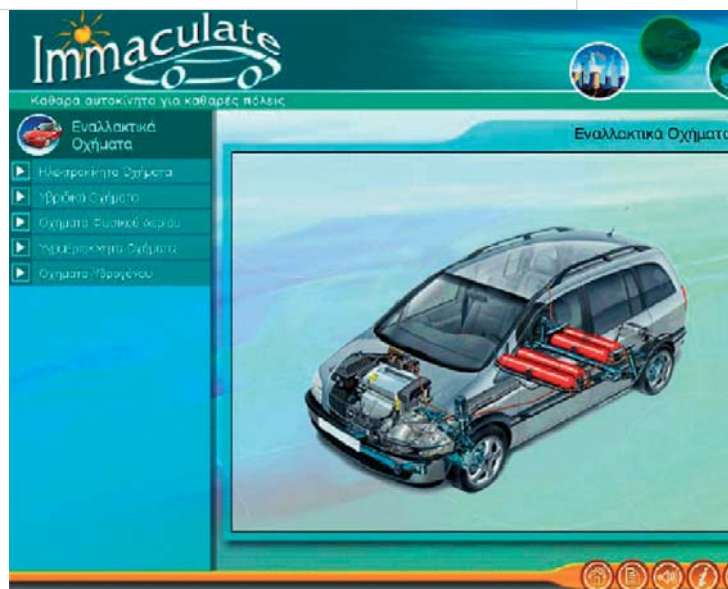 Immaculate
Καθαρά αυτοκίνητα για καθαρές πόλεις
Εναλλακτικά
Οχήματα
Εναλλακτικά Οχήματα
Ηλεκτροκίνητα Οχήματα
Υβριδικά Οχήματα
Οχήματα Φυσικού Αερίου
Υγραεριοκίνητα Οχήματα
Οχήματα Υδρογόνου